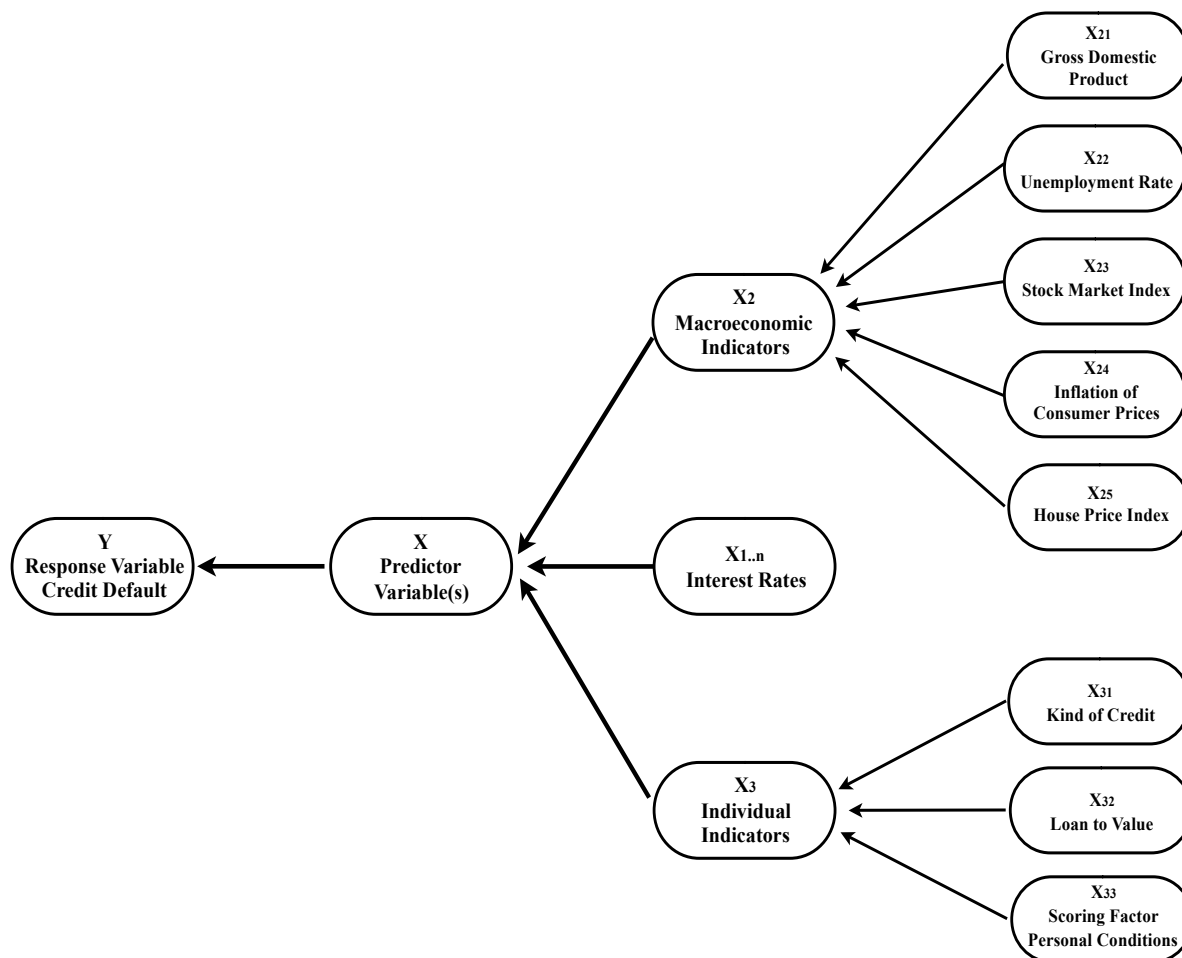 X21
Gross Domestic
Product
X22
Unemployment Rate
X23
Stock Market Index
X2
Macroeconomic
Indicators
X24
Inflation of
Consumer Prices
X25
House Price Index
Y
Response Variable
Credit Default
X
Predictor
Variable(s)
X1..n
Interest Rates
X31
Kind of Credit
X3
Individual
Indicators
X32
Loan to Value
X33
Scoring Factor
Personal Conditions